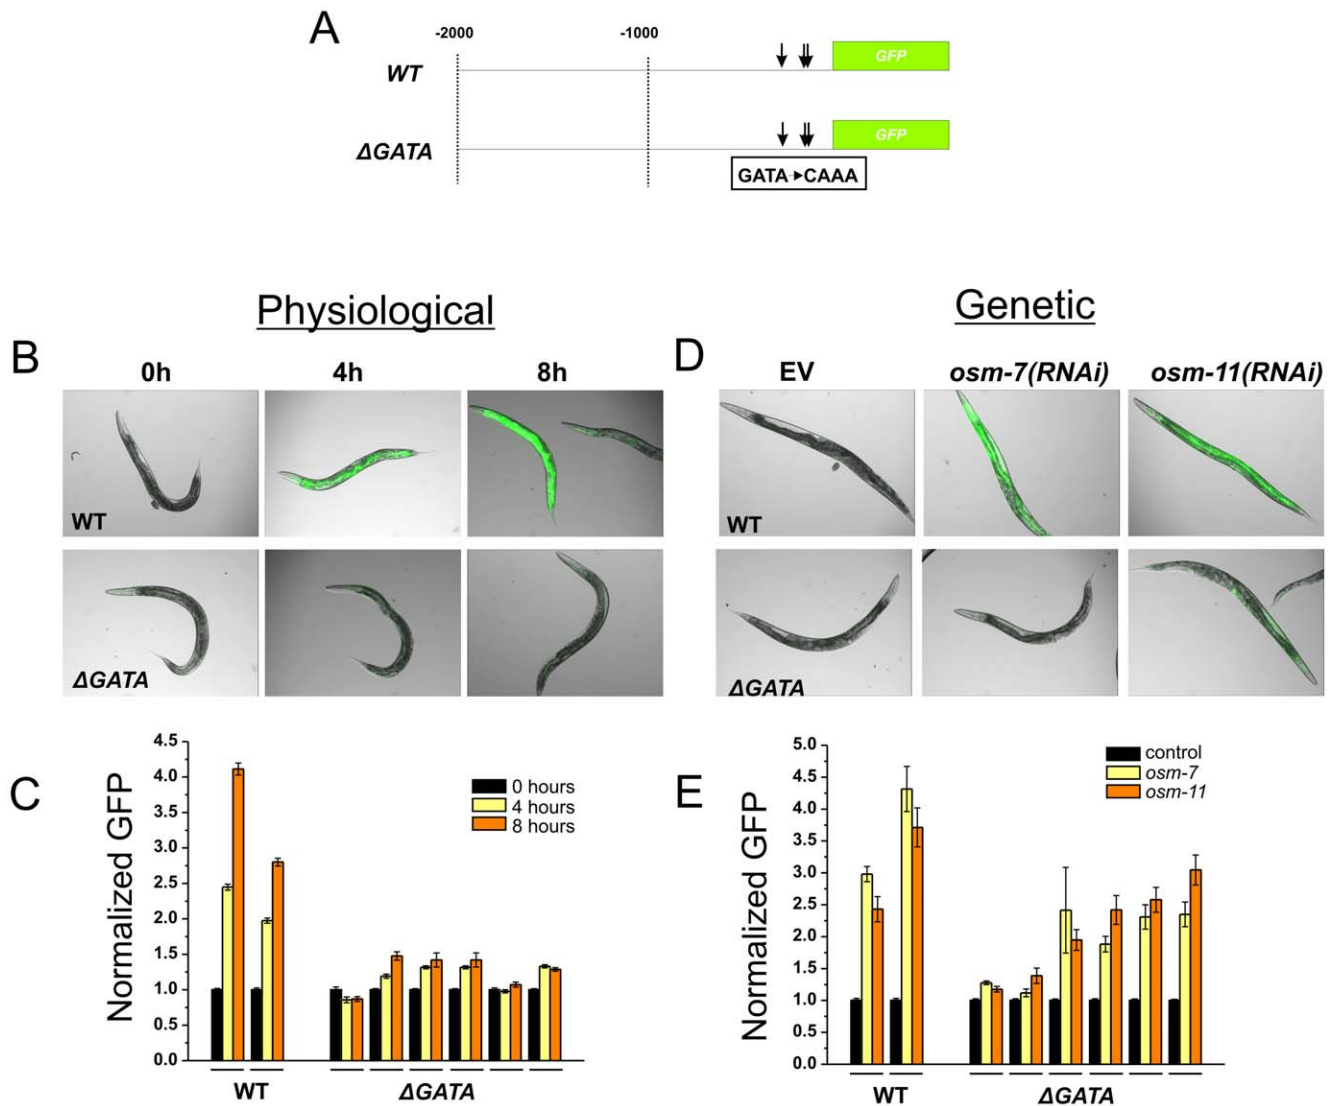 A
-2000
-1000
WT
GFP
ΔGATA
GFP
GATA→CAAA
Physiological
Genetic
B
0h
4h
8h
WT
ΔGATA
D
EV
osm-7(RNAi)
osm-11(RNAi)
WT
ΔGATA
C
Normalized GFP
4.5
4.0
3.5
3.0
2.5
2.0
1.5
1.0
0.5
0.0
0 hours
4 hours
8 hours
WT
ΔGATA
E
Normalized GFP
5.0
4.5
4.0
3.5
3.0
2.5
2.0
1.5
1.0
0.5
0.0
control
osm-7
osm-11
WT
ΔGATA